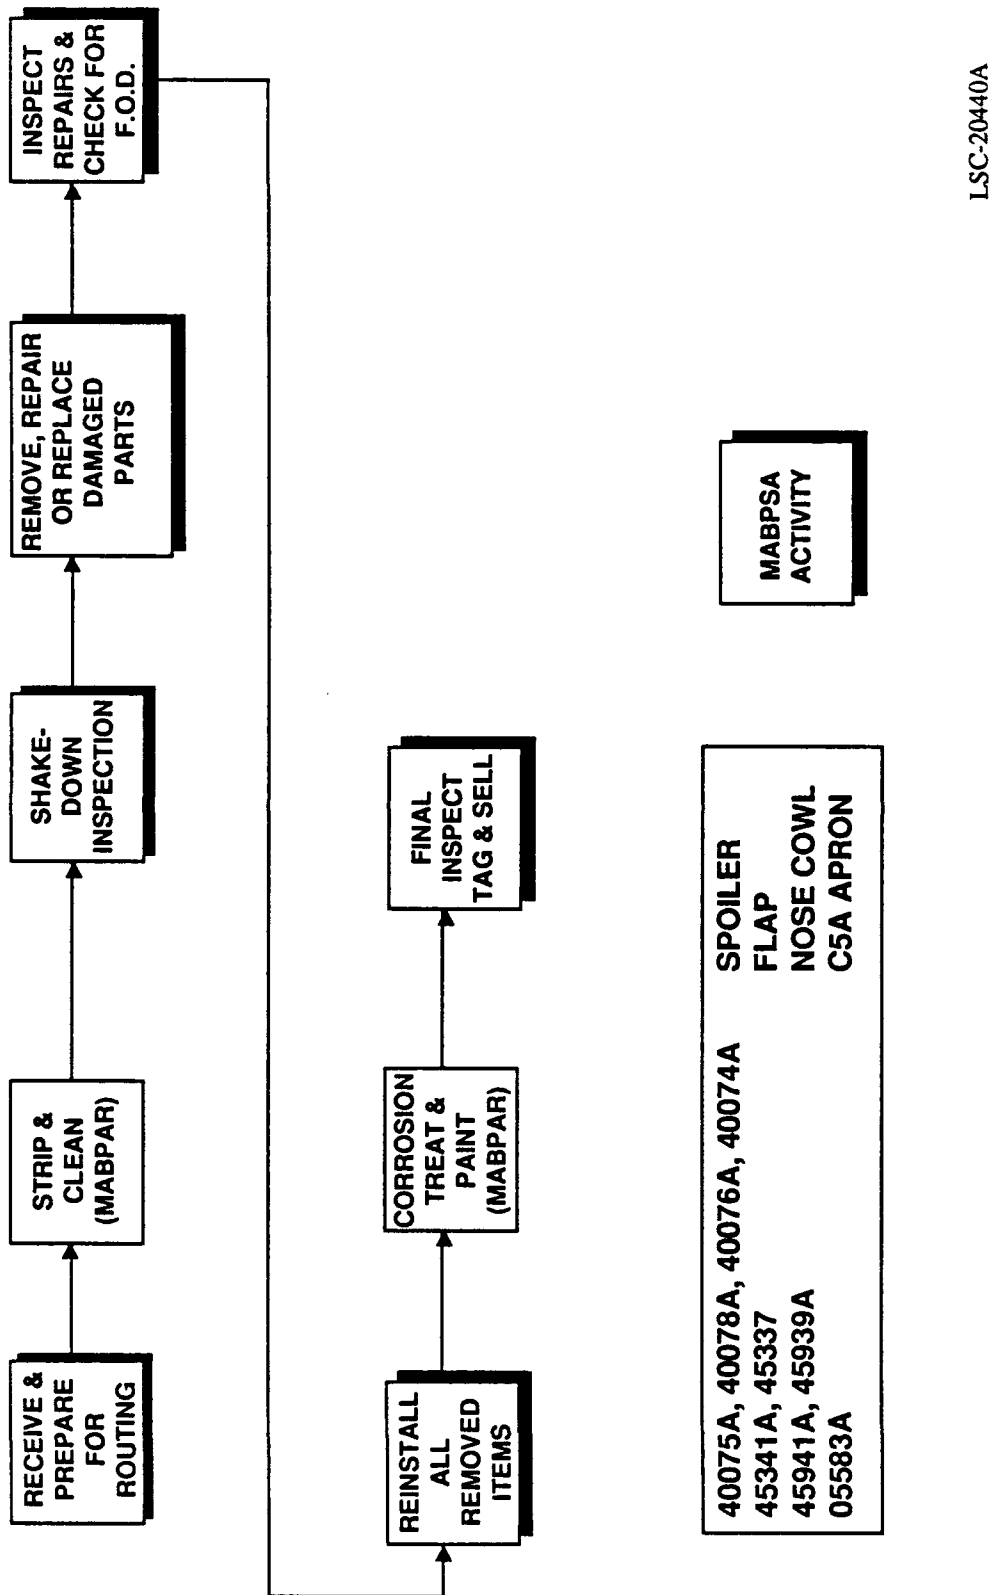 RECEIVE &
PREPARE
FOR
ROUTING
STRIP &
CLEAN
(MABPAR)
SHAKE-
DOWN
INSPECTION
REMOVE, REPAIR
OR REPLACE
DAMAGED
PARTS
INSPECT
REPAIRS &
CHECK FOR
F.O.D.
REINSTALL
ALL
REMOVED
ITEMS
CORROSION
TREAT &
PAINT
(MABPAR)
FINAL
INSPECT
TAG & SELL
40075A, 40078A, 40076A, 40074A SPOILER
45341A, 45337 FLAP
45941A, 45939A NOSE COWL
05583A C5A APRON
MABPSA
ACTIVITY
LSC-20440A